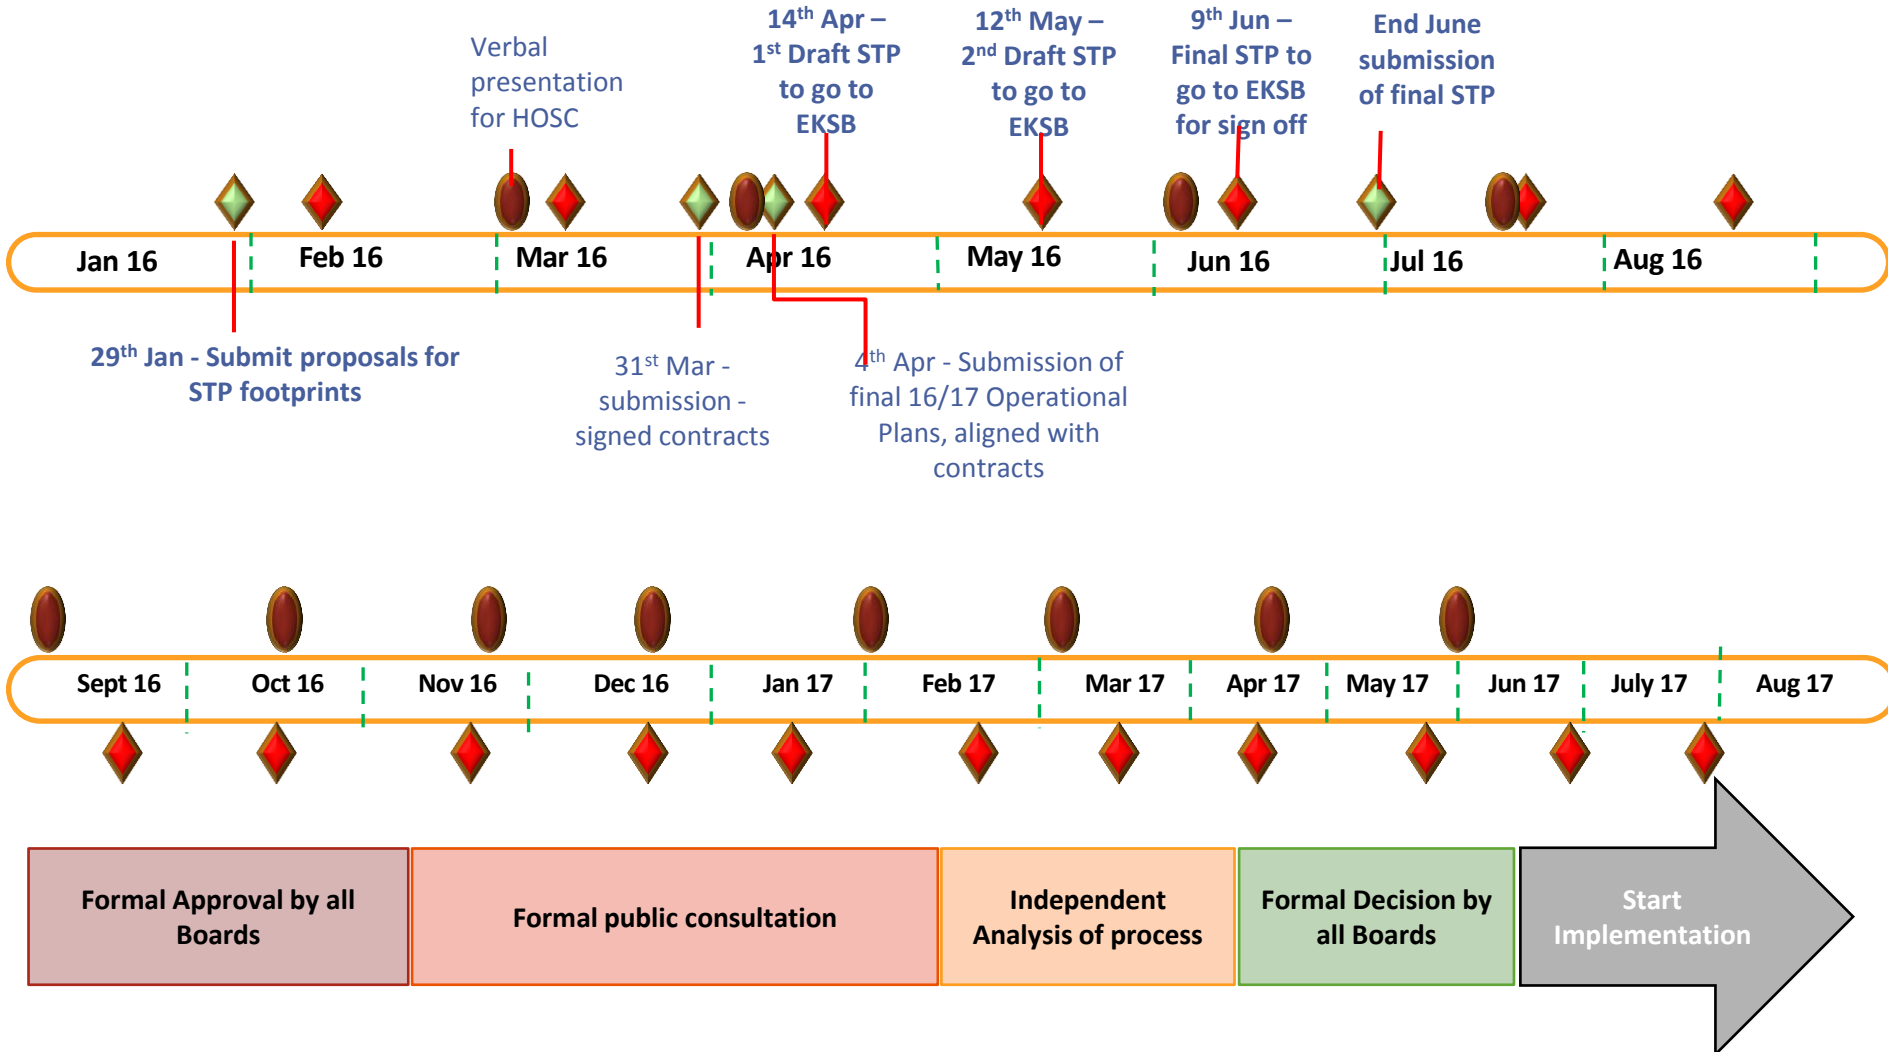 Verbal
presentation
for HOSC
14th Apr –
1st Draft STP
to go to
EKSB
12th May –
2nd Draft STP
to go to
EKSB
9th Jun –
Final STP to
go to EKSB
for sign off
End June
submission
of final STP
Jan 16
Feb 16
Mar 16
Apr 16
May 16
Jun 16
Jul 16
Aug 16
29th Jan - Submit proposals for
STP footprints
31st Mar -
submission -
signed contracts
4th Apr - Submission of
final 16/17 Operational
Plans, aligned with
contracts
Sept 16
Oct 16
Nov 16
Dec 16
Jan 17
Feb 17
Mar 17
Apr 17
May 17
Jun 17
July 17
Aug 17
Formal Approval by all
Boards
Formal public consultation
Independent
Analysis of process
Formal Decision by
all Boards
Start
Implementation